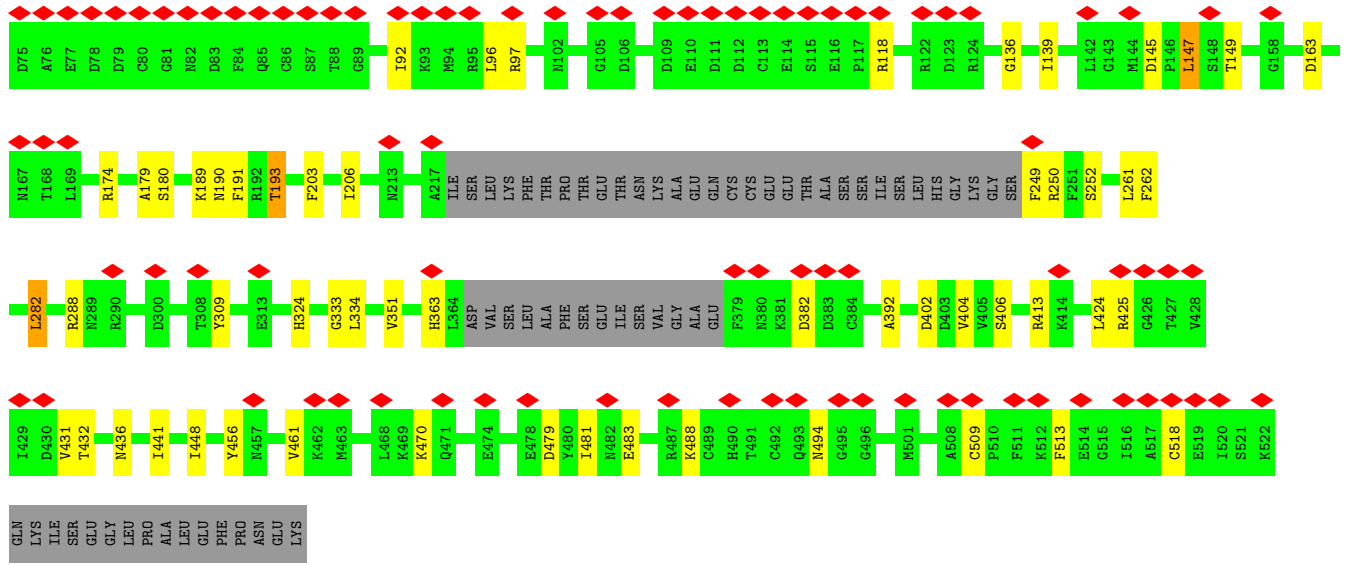 D75 A76 E77 D78 D79 C80 G81 N82 D83 F84 Q85 C86 S87 T88 G89 I92 K93 M94 R95 L96 R97 N102 G105 D106 D109 E110 D111 D112 C113 E114 S115 E116 P117 R118 R122 D123 R124 G136 I139 L142 G143 M144 D145 P146 L147 S148 T149 G158 D163
N167 T168 L169 R174 A179 S180 K189 N190 F191 R192 T193 F203 I206 N213 A217 ILE SER LEU LYS PHE THR PRO THR GLU THR ASN LYS ALA GLU GLN CYS CYS GLU GLU THR ALA SER SER ILE SER LEU HIS GLY LYS GLY SER F249 R250 F251 S252 L261 F262
L282 R288 N289 R290 D300 T308 Y309 E313 H324 G333 L334 V351 H363 L364 ASP VAL SER LEU ALA PHE SER GLU ILE SER VAL GLY ALA GLU F379 N380 K381 D382 D383 C384 A392 D402 D403 V404 V405 S406 R413 K414 L424 R425 G426 T427 V428
I429 D430 V431 T432 N436 I441 I448 Y456 N457 V461 K462 M463 L468 K469 K470 Q471 E474 E478 D479 Y480 I481 N482 E483 R487 K488 C489 H490 T491 C492 Q493 N494 G495 G496 M501 A508 C509 P510 F511 K512 F513 E514 G515 I516 A517 C518 E519 I520 S521 K522
GLN LYS ILE SER GLU GLY LEU PRO ALA LEU GLU PHE PRO ASN GLU LYS